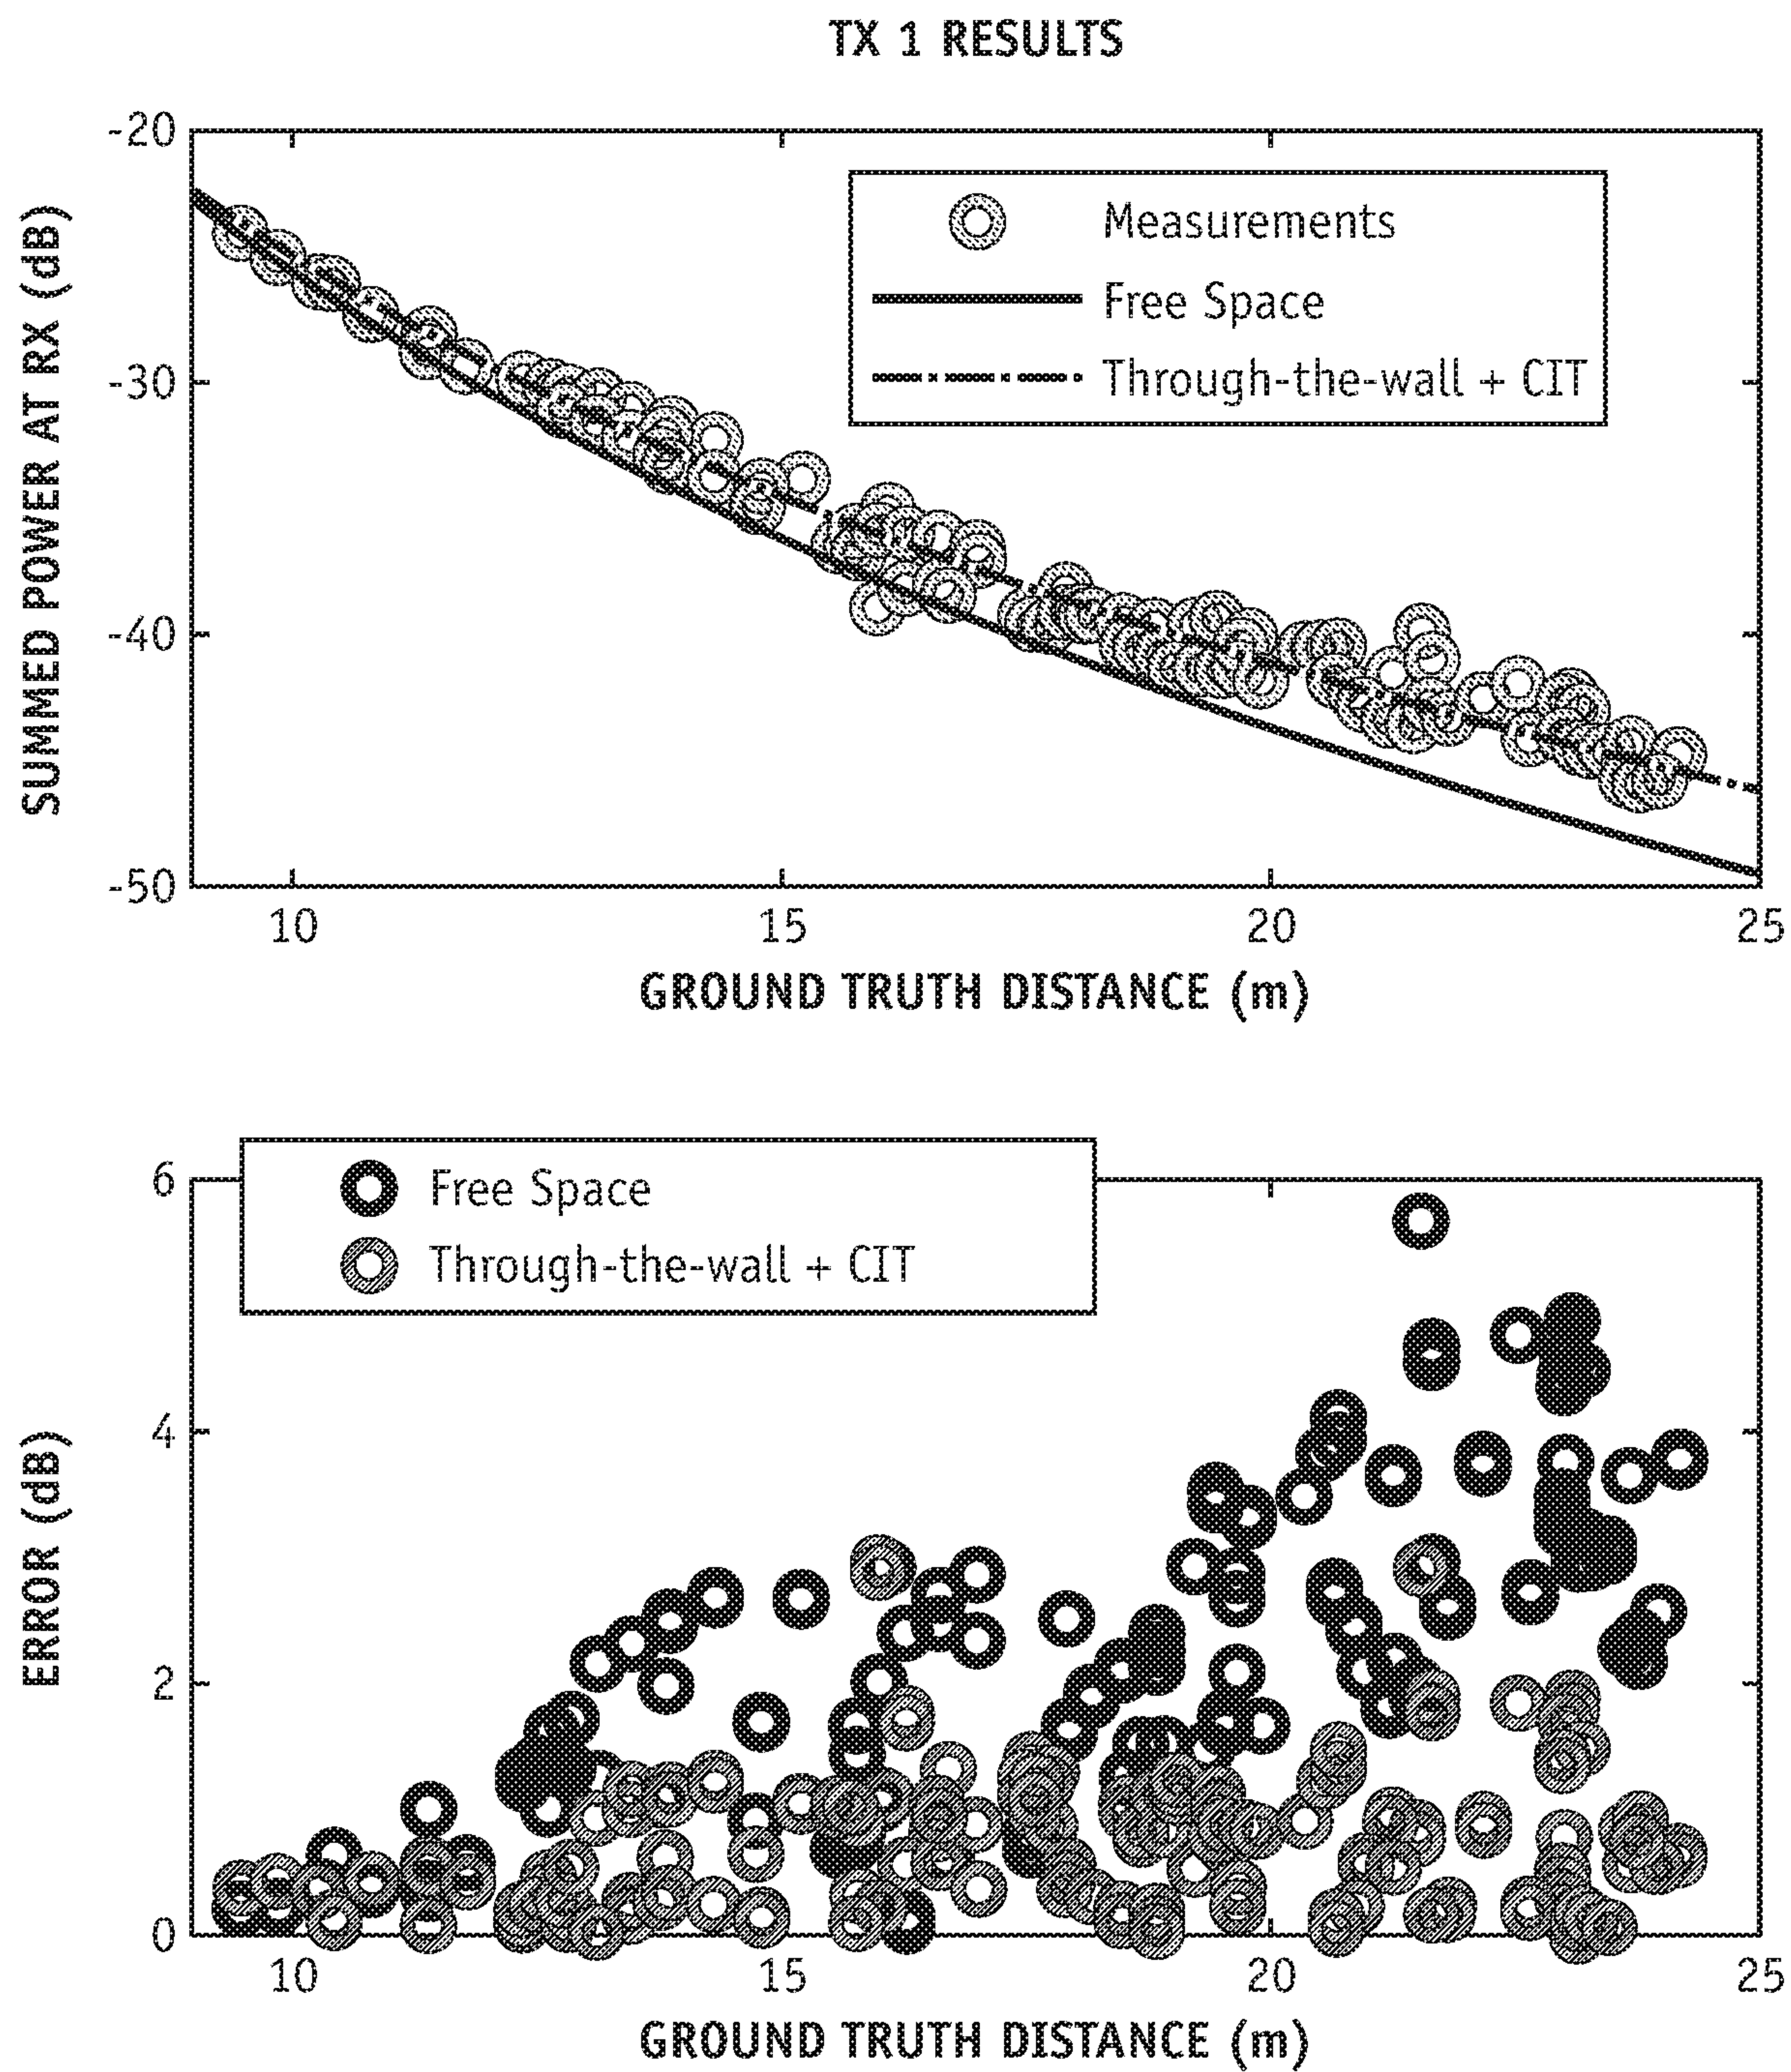 TX 1 RESULTS
SUMMED POWER AT RX (dB)
-20
-30
-40
-50
Measurements
Free Space
Through-the-wall + CIT
10 15 20 25
GROUND TRUTH DISTANCE (m)
ERROR (dB)
6
4
2
0
Free Space
Through-the-wall + CIT
10 15 20 25
GROUND TRUTH DISTANCE (m)